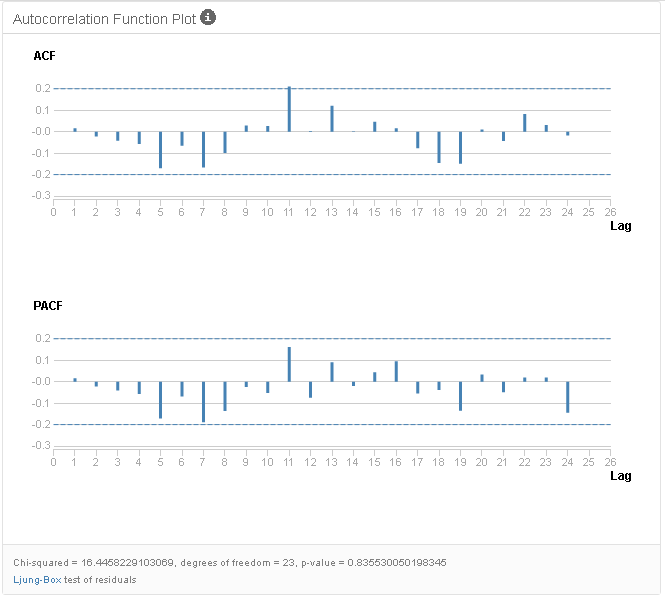 Autocorrelation Function Plot i
ACF
0.2
0.1
-0.0
-0.1
-0.2
-0.3
0 1 2 3 4 5 6 7 8 9 10 11 12 13 14 15 16 17 18 19 20 21 22 23 24 25 26
Lag
PACF
0.2
0.1
-0.0
-0.1
-0.2
-0.3
0 1 2 3 4 5 6 7 8 9 10 11 12 13 14 15 16 17 18 19 20 21 22 23 24 25 26
Lag
Chi-squared = 16.4458229103069, degrees of freedom = 23, p-value = 0.835530050198345
Ljung-Box test of residuals